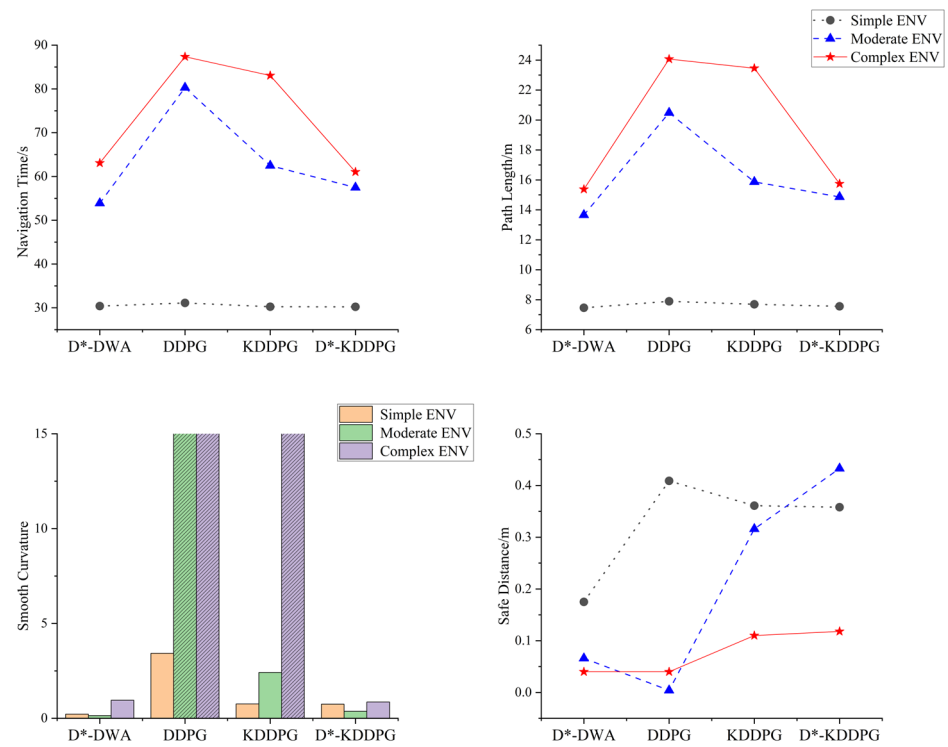 Simple ENV
Moderate ENV
Complex ENV
90
80
70
60
50
40
30
Navigation Time/s
D*-DWA DDPG KDDPG D*-KDDPG
24
22
20
18
16
14
12
10
8
6
Path Length/m
D*-DWA DDPG KDDPG D*-KDDPG
Simple ENV
Moderate ENV
Complex ENV
15
10
5
0
Smooth Curvature
D*-DWA DDPG KDDPG D*-KDDPG
0.5
0.4
0.3
0.2
0.1
0.0
Safe Distance/m
D*-DWA DDPG KDDPG D*-KDDPG